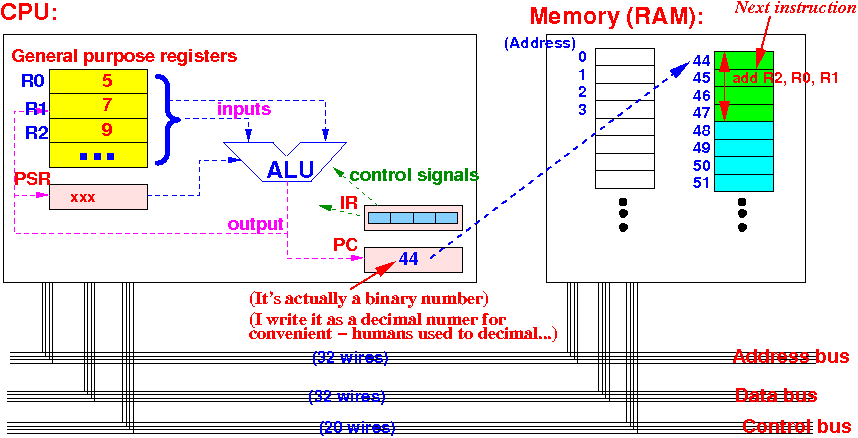 CPU:
Memory (RAM):
Next instruction
General purpose registers
(Address)
R0 5
R1 7
R2 9
inputs
ALU
PSR
xxx
control signals
IR
output
PC
44
0
1
2
3
44
45 add R2, R0, R1
46
47
48
49
50
51
(It's actually a binary number)
(I write it as a decimal numer for
convenient – humans used to decimal...)
(32 wires) Address bus
(32 wires) Data bus
(20 wires) Control bus